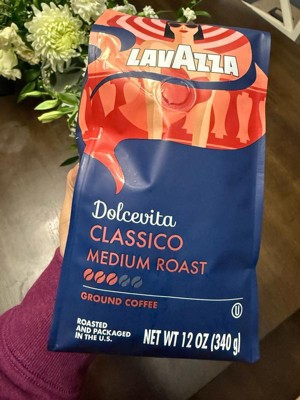 LAVAZZA
Dolcevita
CLASSICO
MEDIUM ROAST
GROUND COFFEE
U
ROASTED
AND PACKAGED
IN THE U.S.
NET WT 12 OZ (340 g)